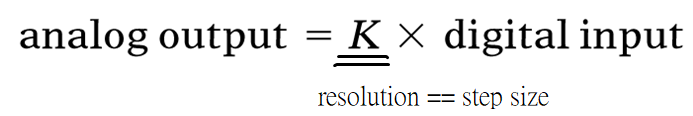 analog output = K × digital input
resolution == step size